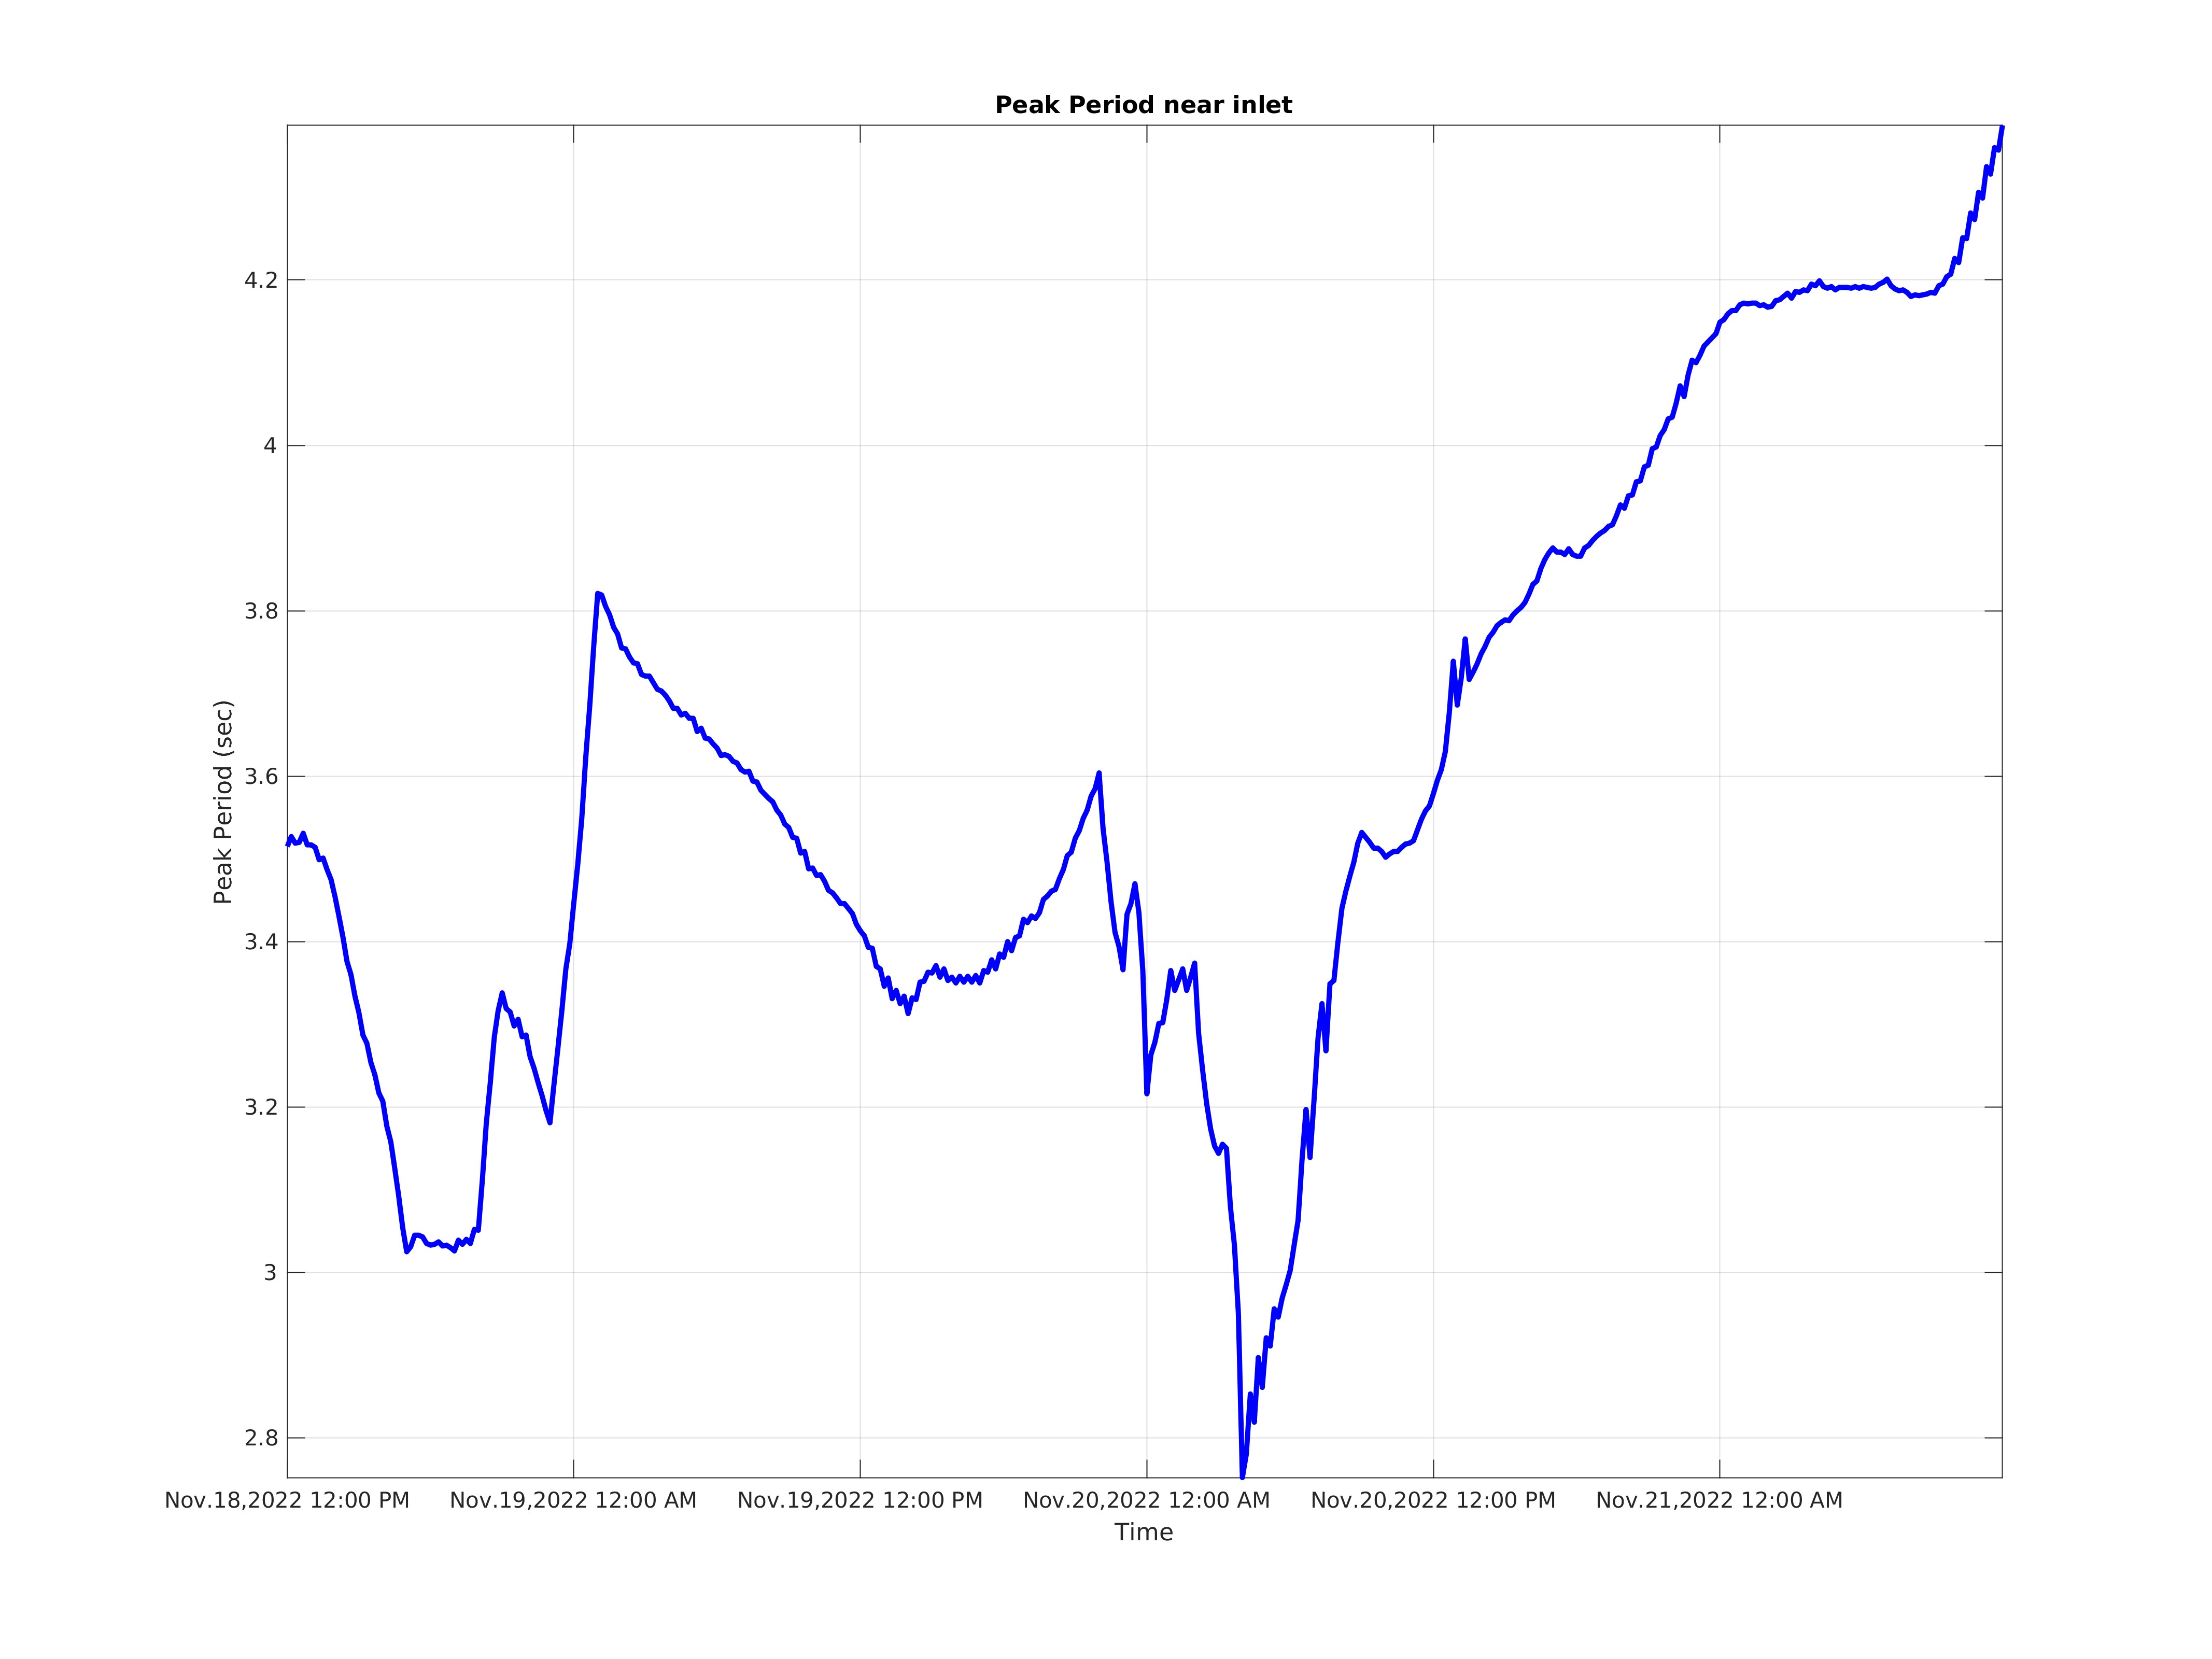 Peak Period near inlet
4.2
4
3.8
3.6
3.4
3.2
3
2.8
Peak Period (sec)
Nov.18,2022 12:00 PM
Nov.19,2022 12:00 AM
Nov.19,2022 12:00 PM
Nov.20,2022 12:00 AM
Nov.20,2022 12:00 PM
Nov.21,2022 12:00 AM
Time